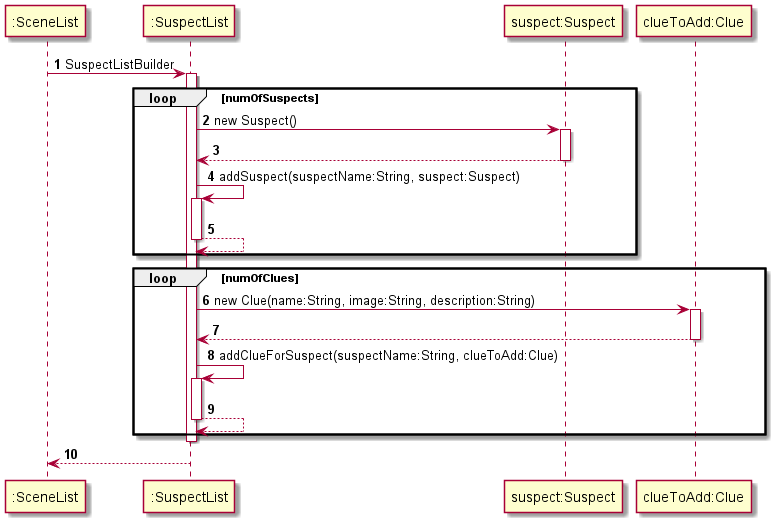 :SceneList :SuspectList suspect:Suspect clueToAdd:Clue
1 SuspectListBuilder
loop [numOfSuspects]
2 new Suspect()
3
4 addSuspect(suspectName:String, suspect:Suspect)
5
loop [numOfClues]
6 new Clue(name:String, image:String, description:String)
7
8 addClueForSuspect(suspectName:String, clueToAdd:Clue)
9
10
:SceneList :SuspectList suspect:Suspect clueToAdd:Clue